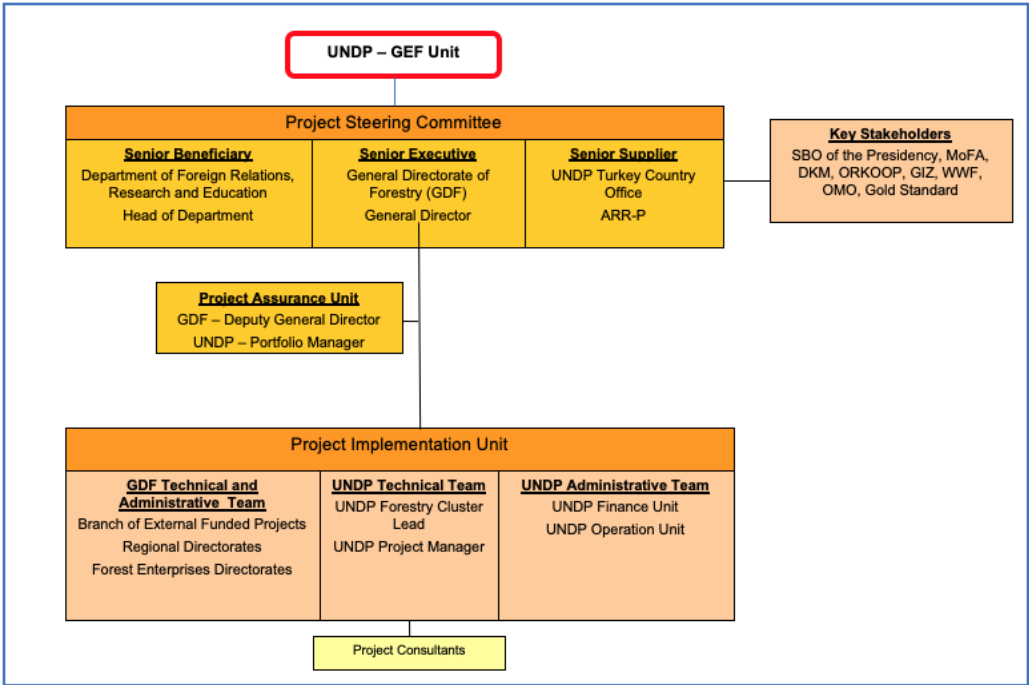 UNDP – GEF Unit
Project Steering Committee
Senior Beneficiary
Department of Foreign Relations,
Research and Education
Head of Department
Senior Executive
General Directorate of
Forestry (GDF)
General Director
Senior Supplier
UNDP Turkey Country
Office
ARR-P
Key Stakeholders
SBO of the Presidency, MoFA,
DKM, ORKOOP, GIZ, WWF,
OMO, Gold Standard
Project Assurance Unit
GDF – Deputy General Director
UNDP – Portfolio Manager
Project Implementation Unit
GDF Technical and
Administrative Team
Branch of External Funded Projects
Regional Directorates
Forest Enterprises Directorates
UNDP Technical Team
UNDP Forestry Cluster
Lead
UNDP Project Manager
UNDP Administrative Team
UNDP Finance Unit
UNDP Operation Unit
Project Consultants